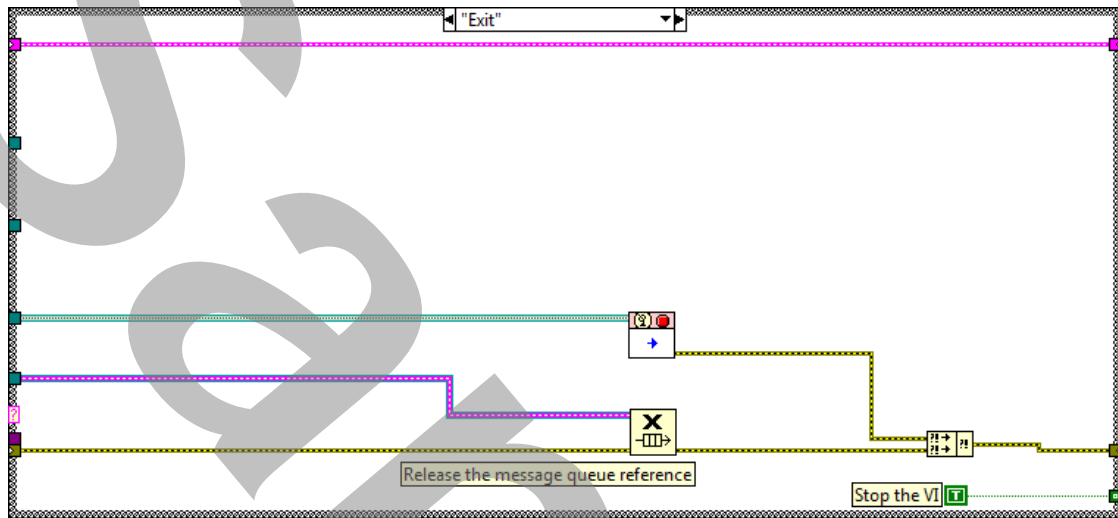 "Exit"
?
X
?!
?!
?!
Release the message queue reference
Stop the VI T